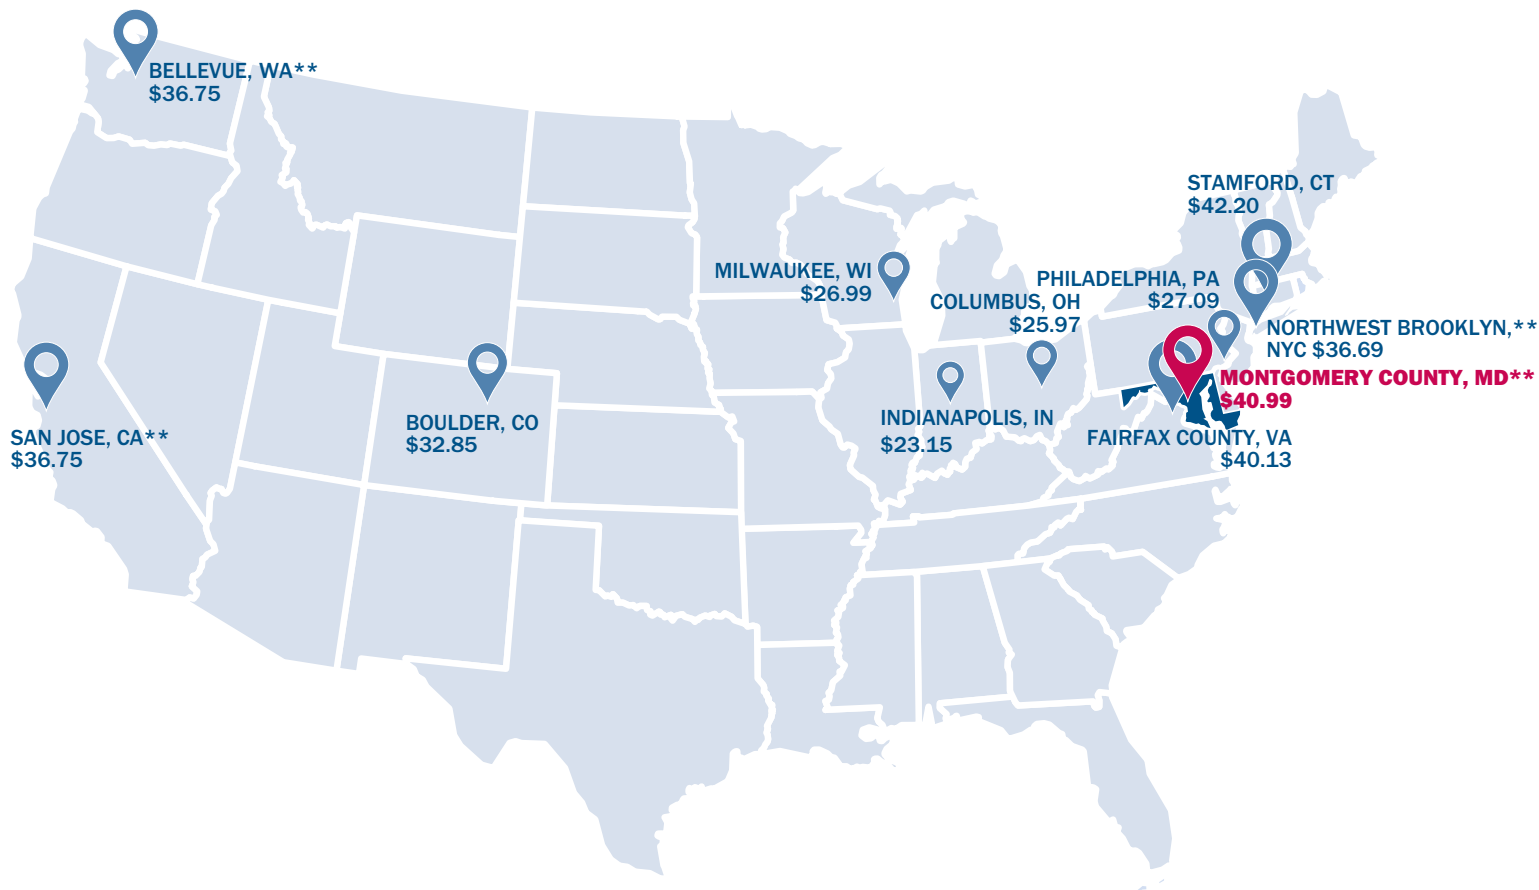 BELLEVUE, WA**
$36.75
STAMFORD, CT
$42.20
MILWAUKEE, WI
$26.99
PHILADELPHIA, PA
$27.09
COLUMBUS, OH
$25.97
NORTHWEST BROOKLYN,**
NYC $36.69
MONTGOMERY COUNTY, MD**
$40.99
INDIANAPOLIS, IN
$23.15
FAIRFAX COUNTY, VA
$40.13
BOULDER, CO
$32.85
SAN JOSE, CA**
$36.75